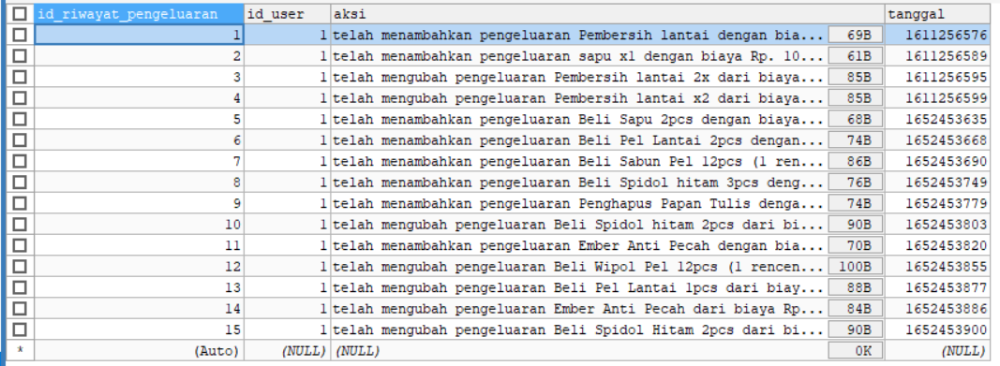 id_riwayat_pengeluaran id_user aksi tanggal
1 1 telah menambahkan pengeluaran Pembersih lantai dengan bia... 69B 1611256576
2 1 telah menambahkan pengeluaran sapu x1 dengan biaya Rp. 10... 61B 1611256589
3 1 telah mengubah pengeluaran Pembersih lantai 2x dari biaya... 85B 1611256595
4 1 telah mengubah pengeluaran Pembersih lantai x2 dari biaya... 85B 1611256599
5 1 telah menambahkan pengeluaran Beli Sapu 2pcs dengan biaya... 68B 1652453635
6 1 telah menambahkan pengeluaran Beli Pel Lantai 2pcs dengan... 74B 1652453668
7 1 telah menambahkan pengeluaran Beli Sabun Pel 12pcs (1 ren... 86B 1652453690
8 1 telah menambahkan pengeluaran Beli Spidol hitam 3pcs deng... 76B 1652453749
9 1 telah menambahkan pengeluaran Penghapus Papan Tulis denga... 74B 1652453779
10 1 telah mengubah pengeluaran Beli Spidol hitam 2pcs dari bi... 90B 1652453803
11 1 telah menambahkan pengeluaran Ember Anti Pecah dengan bia... 70B 1652453820
12 1 telah mengubah pengeluaran Beli Wipol Pel 12pcs (1 rencen... 100B 1652453855
13 1 telah mengubah pengeluaran Beli Pel Lantai 1pcs dari biay... 88B 1652453877
14 1 telah mengubah pengeluaran Ember Anti Pecah dari biaya Rp... 84B 1652453886
15 1 telah mengubah pengeluaran Beli Spidol Hitam 2pcs dari bi... 90B 1652453900
* (Auto) (NULL) (NULL) 0K (NULL)